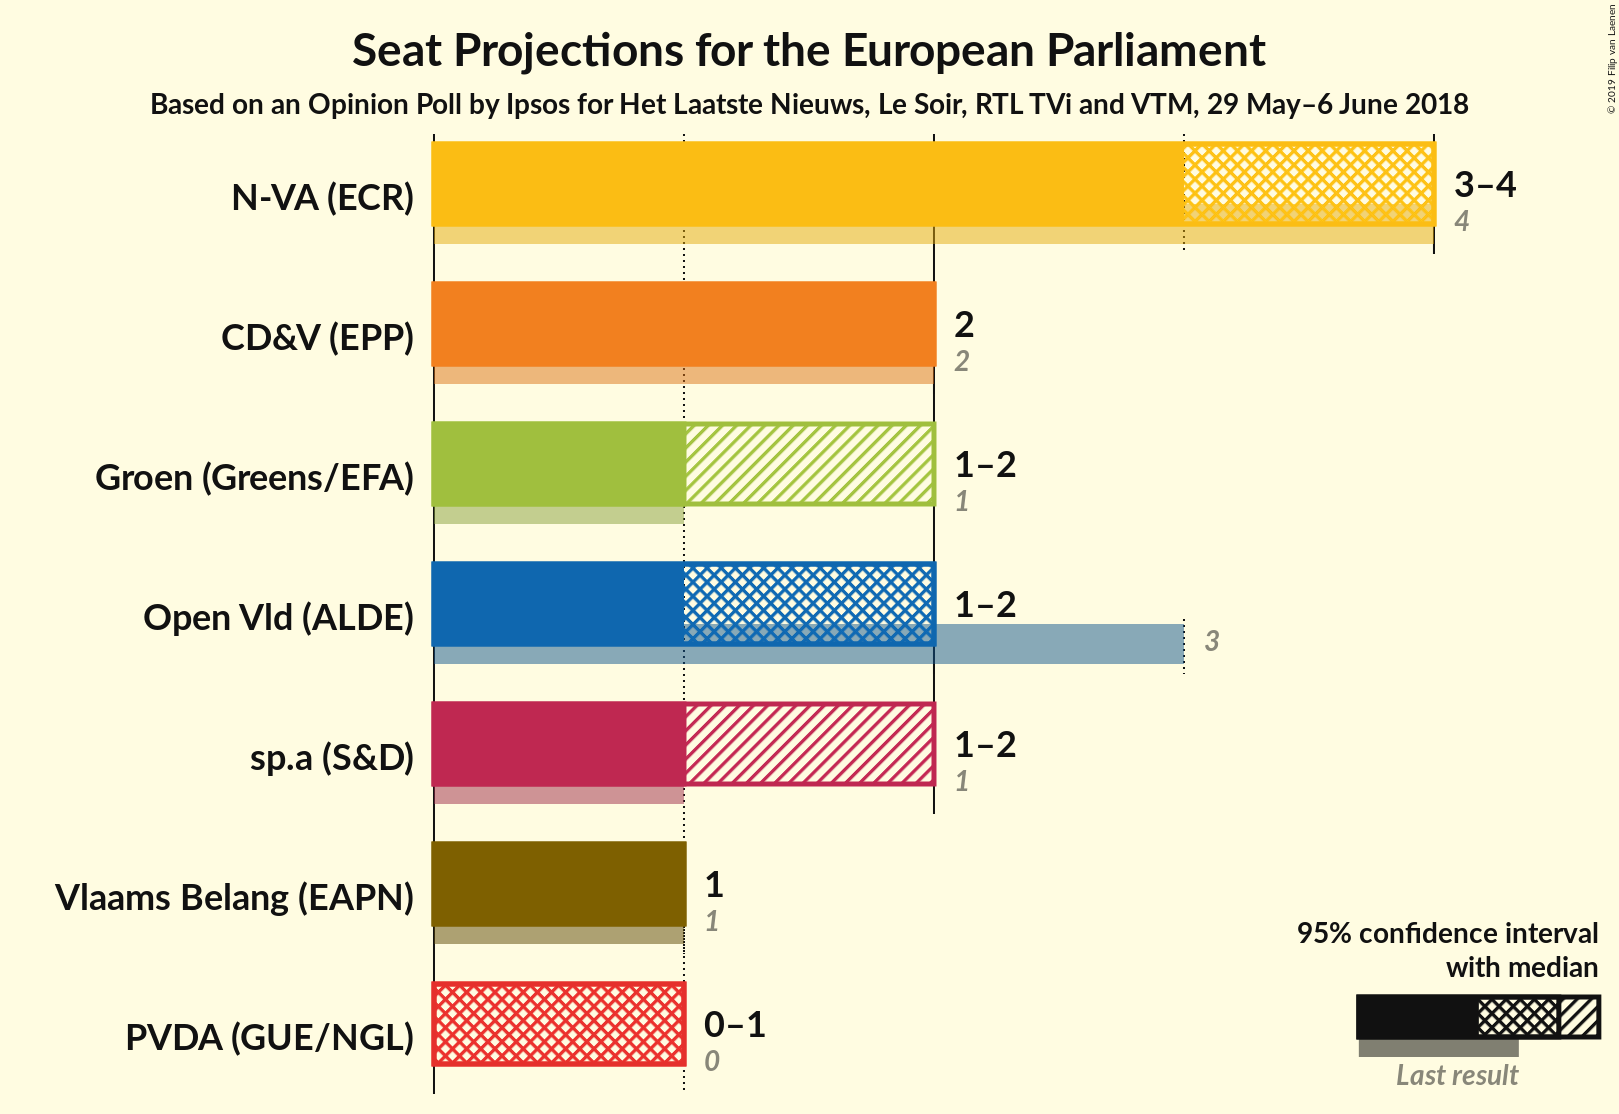 Seat Projections for the European Parliament
Based on an Opinion Poll by Ipsos for Het Laatste Nieuws, Le Soir, RTL TVi and VTM, 29 May–6 June 2018
© 2019 Filip van Laenen
N-VA (ECR)
3–4
4
CD&V (EPP)
2
2
Groen (Greens/EFA)
1–2
1
Open Vld (ALDE)
1–2
3
sp.a (S&D)
1–2
1
Vlaams Belang (EAPN)
1
1
PVDA (GUE/NGL)
0–1
0
95% confidence interval
with median
Last result